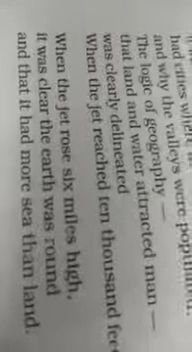 had cities
and why the valleys were populated.
The logic of geography —
that land and water attracted man —
was clearly delineated
When the jet reached ten thousand fee
When the jet rose six miles high,
it was clear the earth was round
and that it had more sea than land.